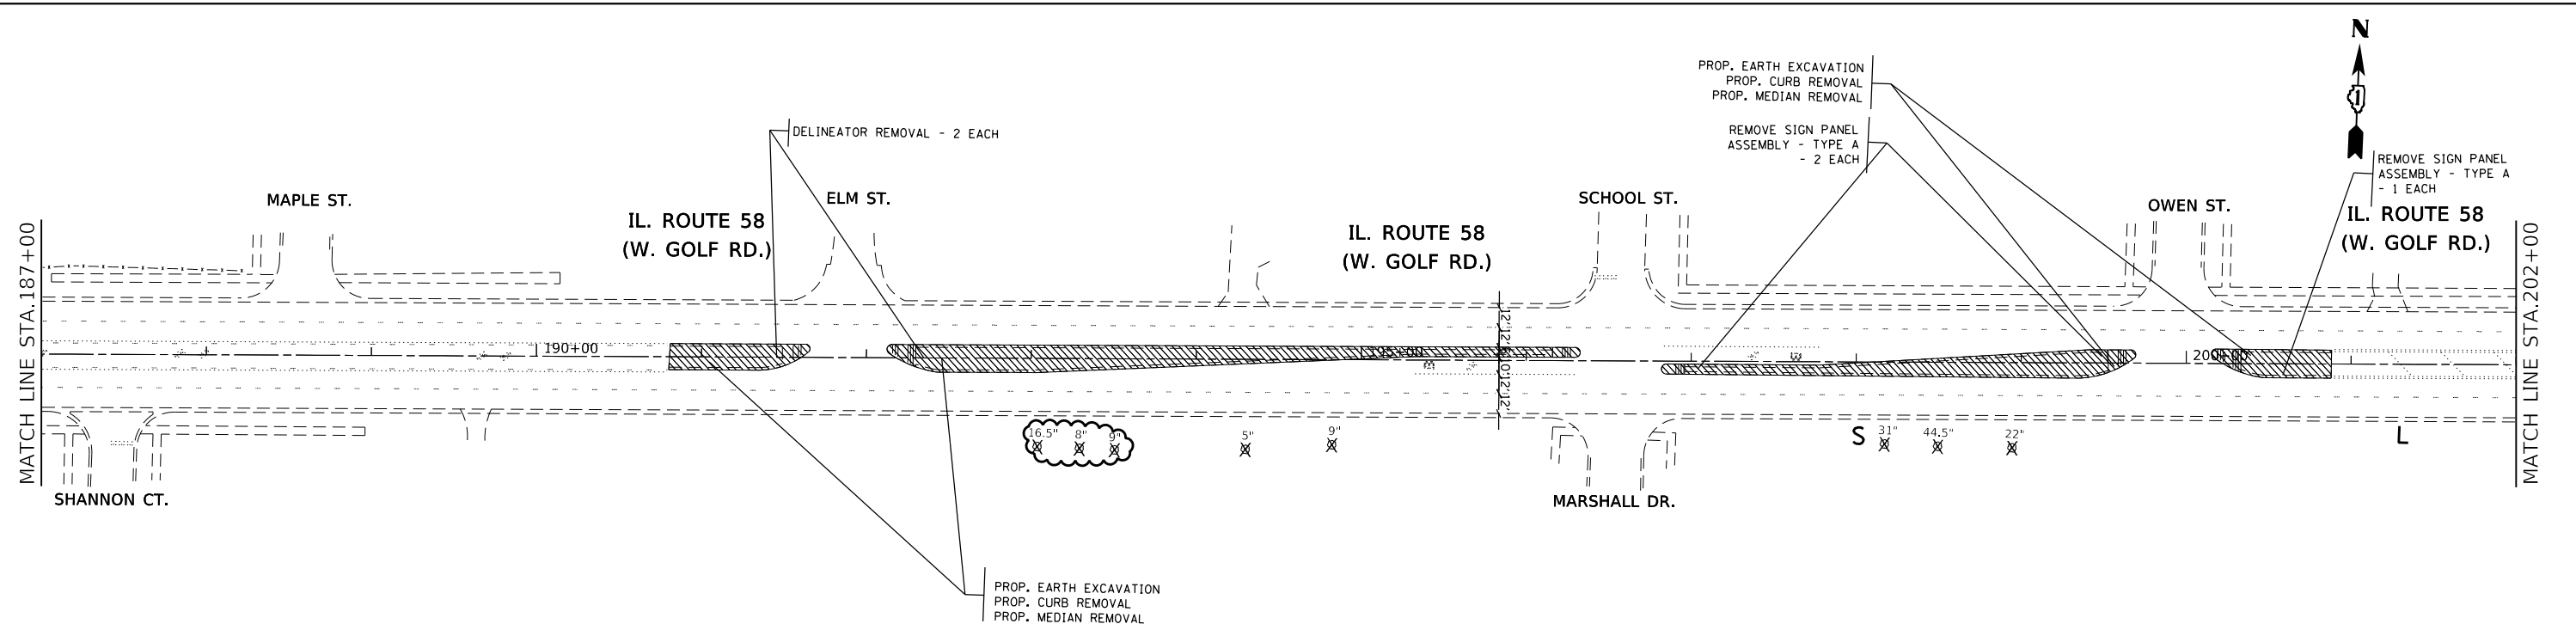 N
1
PROP. EARTH EXCAVATION
PROP. CURB REMOVAL
PROP. MEDIAN REMOVAL
DELINEATOR REMOVAL - 2 EACH
REMOVE SIGN PANEL
ASSEMBLY - TYPE A
- 2 EACH
REMOVE SIGN PANEL
ASSEMBLY - TYPE A
- 1 EACH
MAPLE ST.
ELM ST.
SCHOOL ST.
OWEN ST.
IL. ROUTE 58
(W. GOLF RD.)
IL. ROUTE 58
(W. GOLF RD.)
IL. ROUTE 58
(W. GOLF RD.)
MATCH LINE STA.187+00
MATCH LINE STA.202+00
190+00
195+00
200+00
16.5"
8"
9"
5"
9"
S
31"
44.5"
22"
L
SHANNON CT.
MARSHALL DR.
PROP. EARTH EXCAVATION
PROP. CURB REMOVAL
PROP. MEDIAN REMOVAL